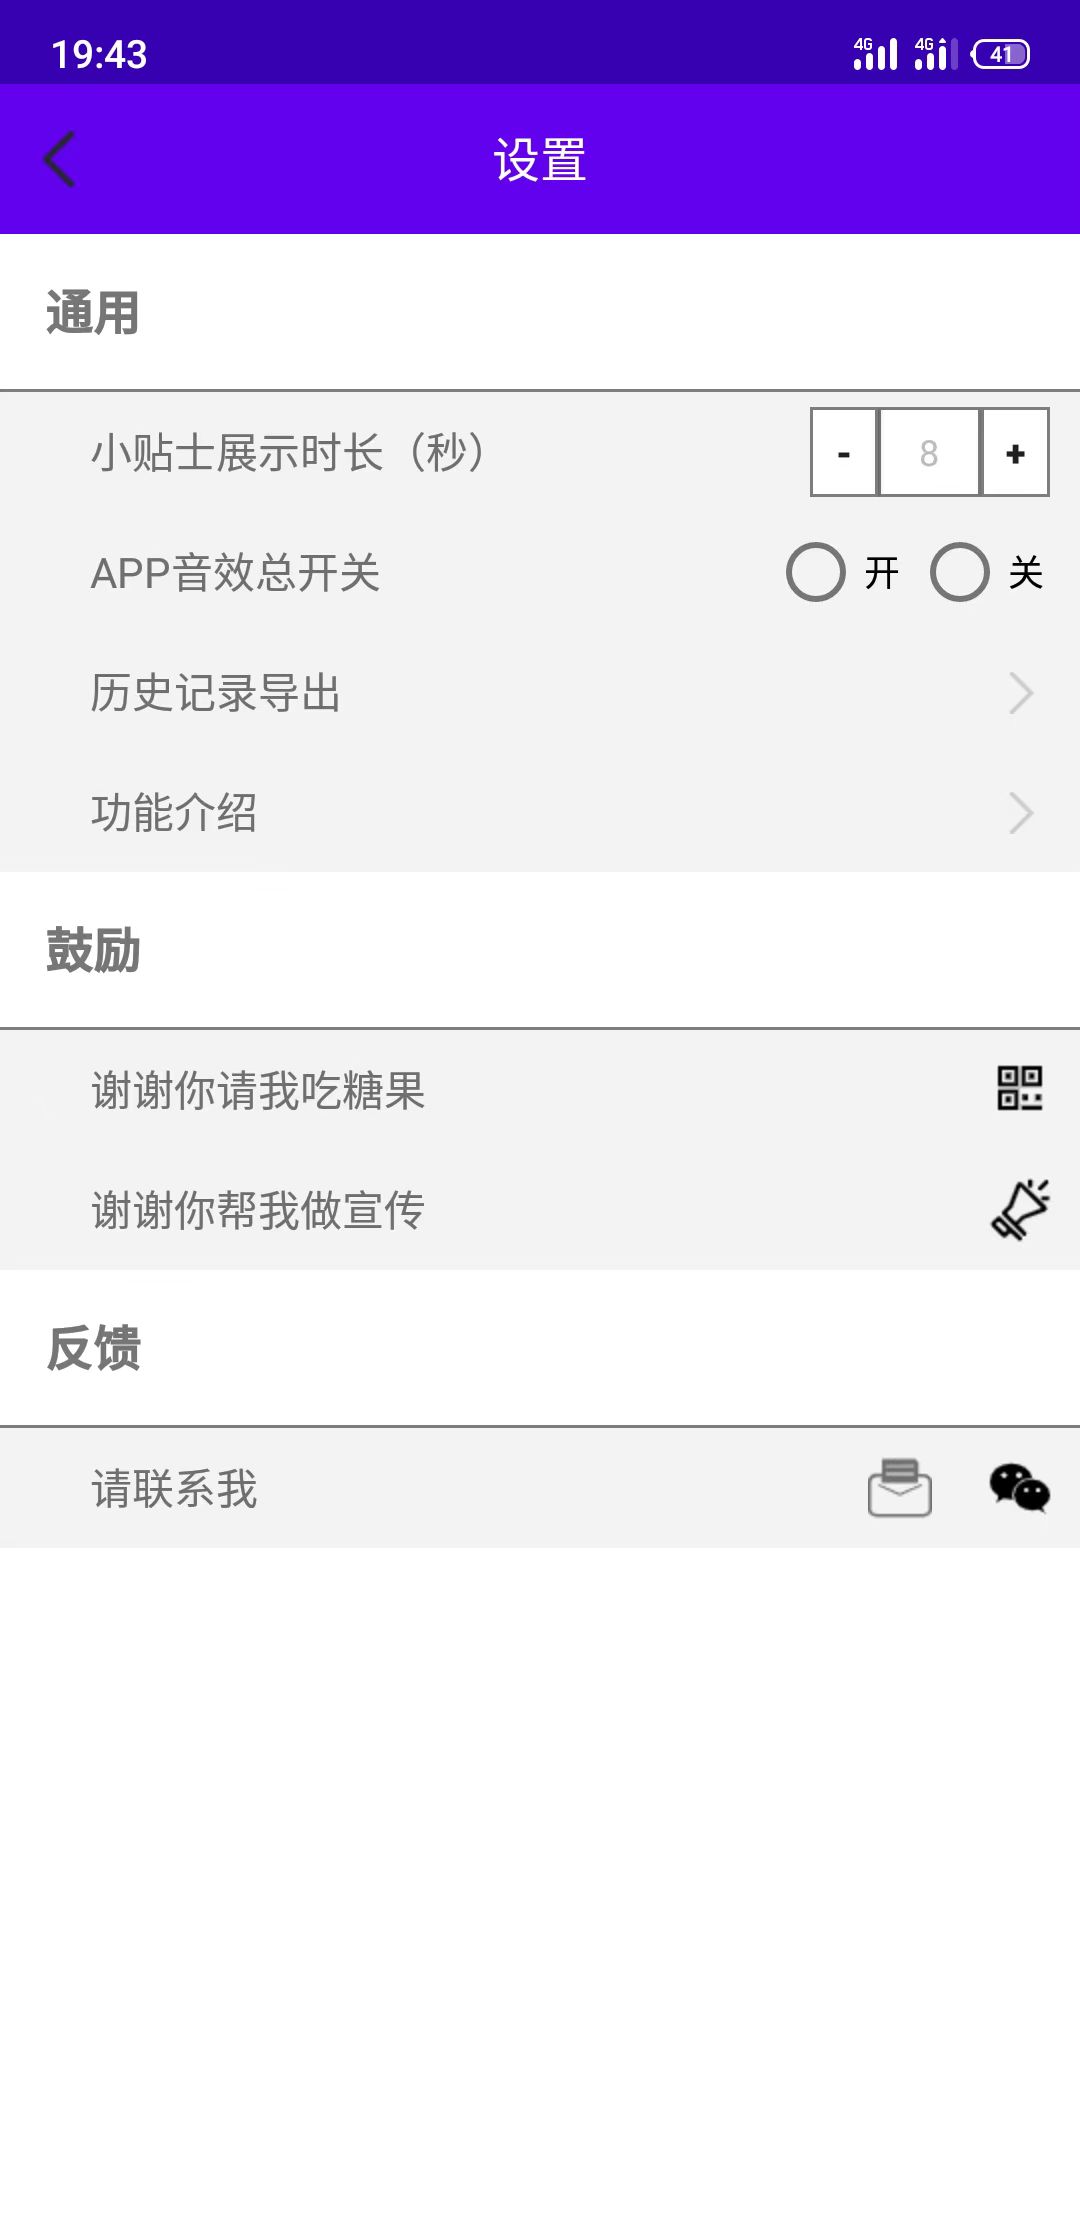 19:43
4G 4G 41
设置
通用
小贴士展示时长（秒） - 8 +
APP音效总开关 开 关
历史记录导出
功能介绍
鼓励
谢谢你请我吃糖果
谢谢你帮我做宣传
反馈
请联系我